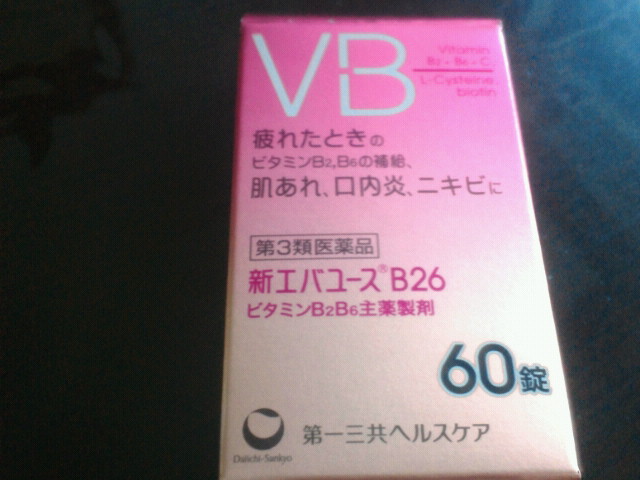 VB
Vitamin
B2・B6・C
L-Cysteine
biotin
疲れたときの
ビタミンB2,B6の補給、
肌あれ、口内炎、ニキビに
第3類医薬品
新エバユース®B26
ビタミンB2B6主薬製剤
60錠
第一三共ヘルスケア
Daiichi-Sankyo